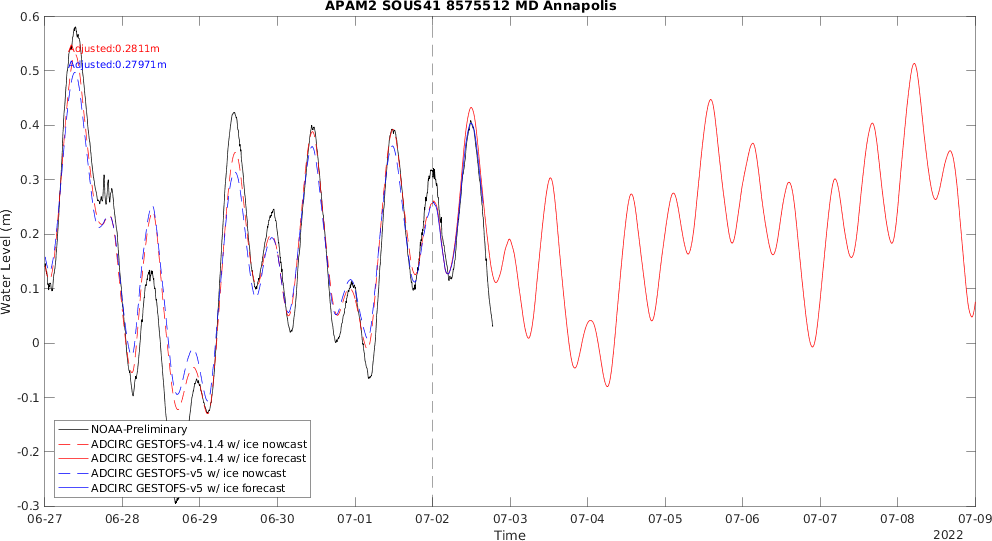 APAM2 SOUS41 8575512 MD Annapolis
Water Level (m)
0.6
0.5
0.4
0.3
0.2
0.1
0
-0.1
-0.2
-0.3
Adjusted:0.2811m
Adjusted:0.27971m
NOAA-Preliminary
ADCIRC GESTOFS-v4.1.4 w/ ice nowcast
ADCIRC GESTOFS-v4.1.4 w/ ice forecast
ADCIRC GESTOFS-v5 w/ ice nowcast
ADCIRC GESTOFS-v5 w/ ice forecast
06-27 06-28 06-29 06-30 07-01 07-02 07-03 07-04 07-05 07-06 07-07 07-08 07-09
Time
2022